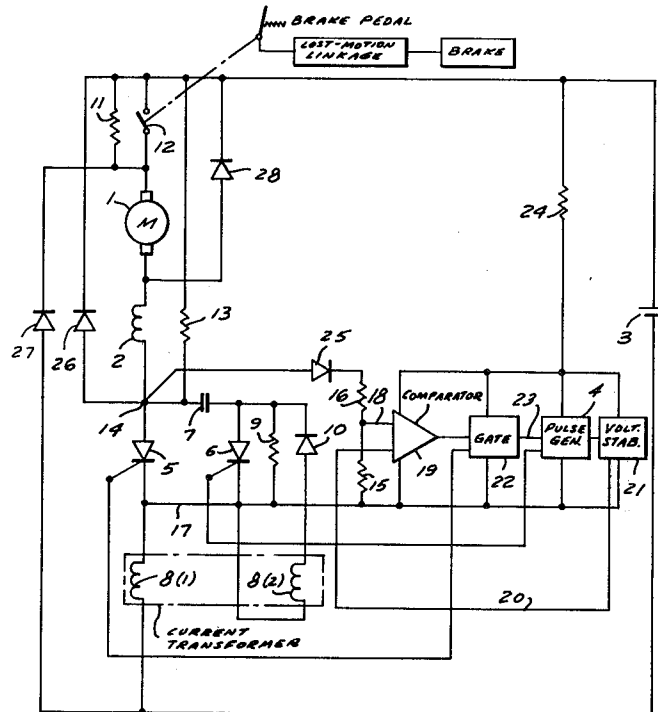 BRAKE PEDAL
LOST-MOTION
LINKAGE
BRAKE
11
12
28
1
M
24
2
13
3
27
26
25
16
18
COMPARATOR
14
7
6
9
10
23
4
GATE
PULSE
GEN.
VOLT.
STAB.
5
15
19
22
21
17
8(1)
8(2)
20
CURRENT
TRANSFORMER